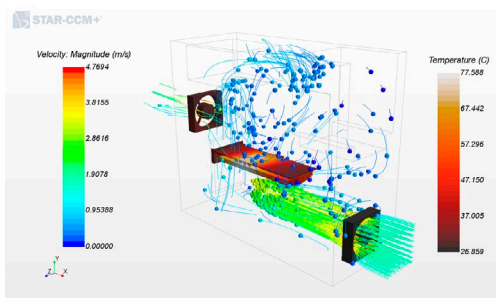 STAR-CCM+
Velocity: Magnitude (m/s)
4.7694
3.8155
2.8616
1.9078
0.95388
0.00000
Temperature (C)
77.588
67.442
57.296
47.150
37.005
26.859
Y
Z
X